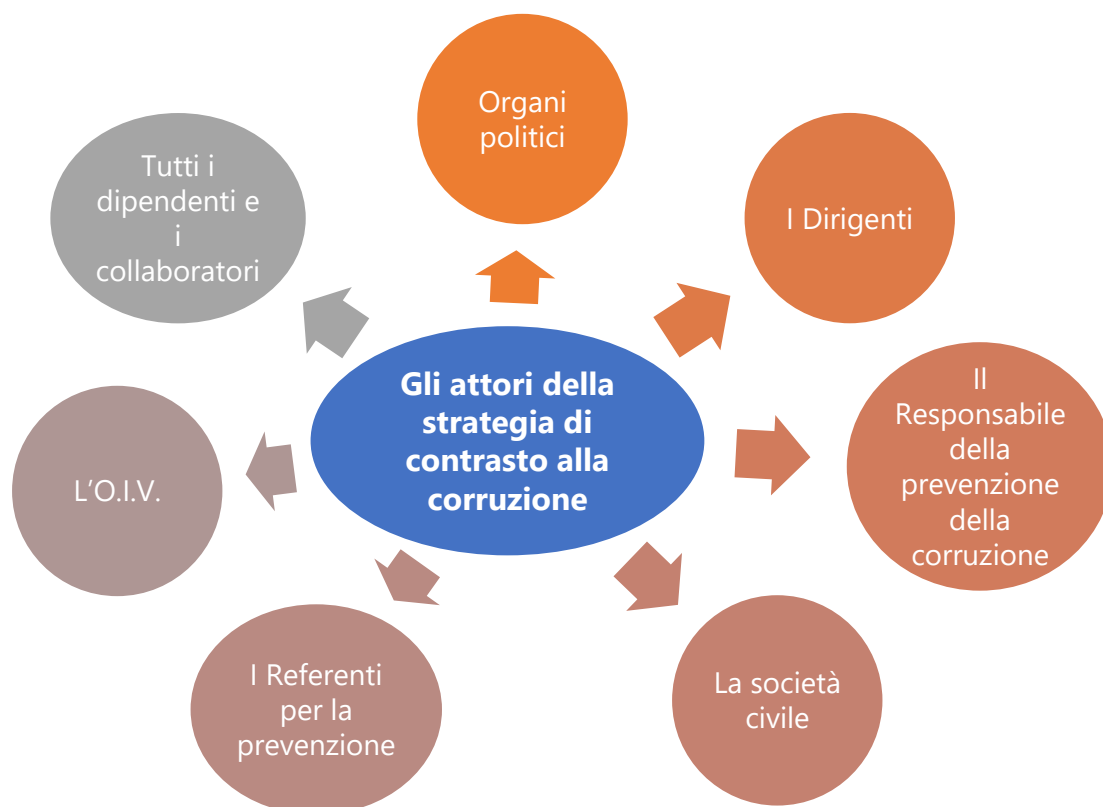 Organi
politici
I Dirigenti
Il
Responsabile
della
prevenzione
della
corruzione
La società
civile
I Referenti
per la
prevenzione
L'O.I.V.
Tutti i
dipendenti e
i
collaboratori
Gli attori della
strategia di
contrasto alla
corruzione